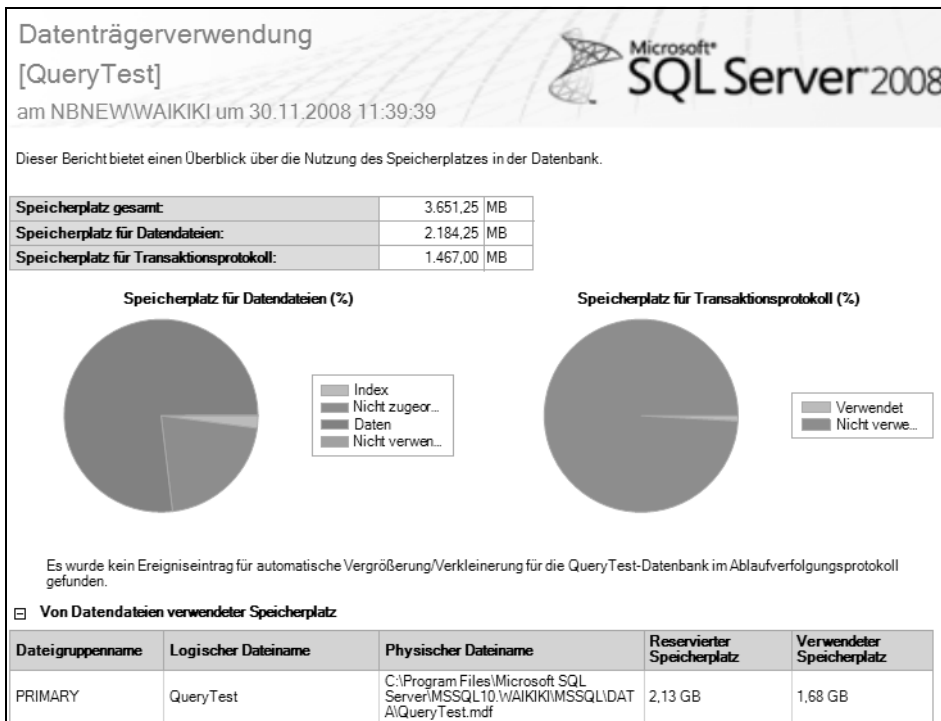 Datenträgerverwendung
[QueryTest]
am NBNEW\WAIKIKI um 30.11.2008 11:39:39
Microsoft®
SQL Server 2008
Dieser Bericht bietet einen Überblick über die Nutzung des Speicherplatzes in der Datenbank.
Speicherplatz gesamt: 3.651,25 MB
Speicherplatz für Datendateien: 2.184,25 MB
Speicherplatz für Transaktionsprotokoll: 1.467,00 MB
Speicherplatz für Datendateien (%)
Index
Nicht zugeor...
Daten
Nicht verwen...
Speicherplatz für Transaktionsprotokoll (%)
Verwendet
Nicht verwe...
Es wurde kein Ereigniseintrag für automatische Vergrößerung/Verkleinerung für die QueryTest-Datenbank im Ablaufverfolgungsprotokoll
gefunden.
Von Datendateien verwendeter Speicherplatz
Dateigruppenname Logischer Dateiname Physischer Dateiname Reservierter Speicherplatz Verwendeter Speicherplatz
PRIMARY QueryTest C:\Program Files\Microsoft SQL Server\MSSQL10.WAIKIKI\MSSQL\DATA\QueryTest.mdf 2,13 GB 1,68 GB